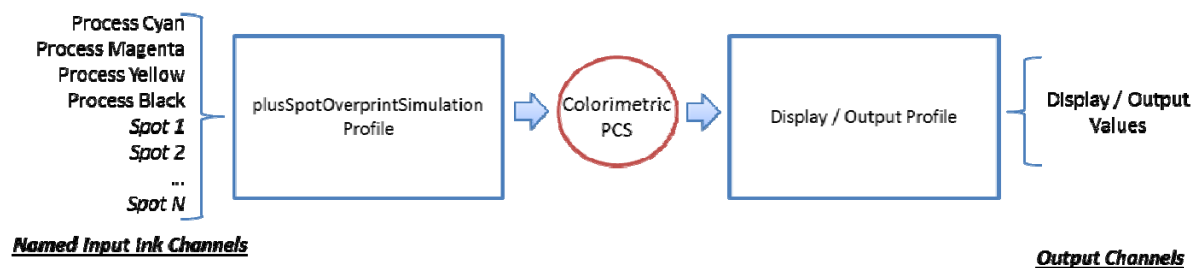 Process Cyan
Process Magenta
Process Yellow
Process Black
Spot 1
Spot 2
...
Spot N
Named Input Ink Channels
plusSpotOverprintSimulation
Profile
Colorimetric
PCS
Display / Output Profile
Display / Output
Values
Output Channels